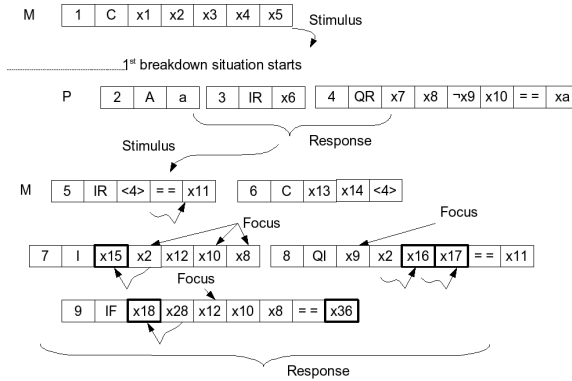 M 1 C x1 x2 x3 x4 x5 Stimulus
1st breakdown situation starts
P 2 A a 3 IR x6 4 QR x7 x8 ¬x9 x10 == xa
Response
Stimulus
M 5 IR <4> == x11 6 C x13 x14 <4>
Focus
Focus
7 I x15 x2 x12 x10 x8 8 QI x9 x2 x16 x17 == x11
Focus
9 IF x18 x28 x12 x10 x8 == x36
Response